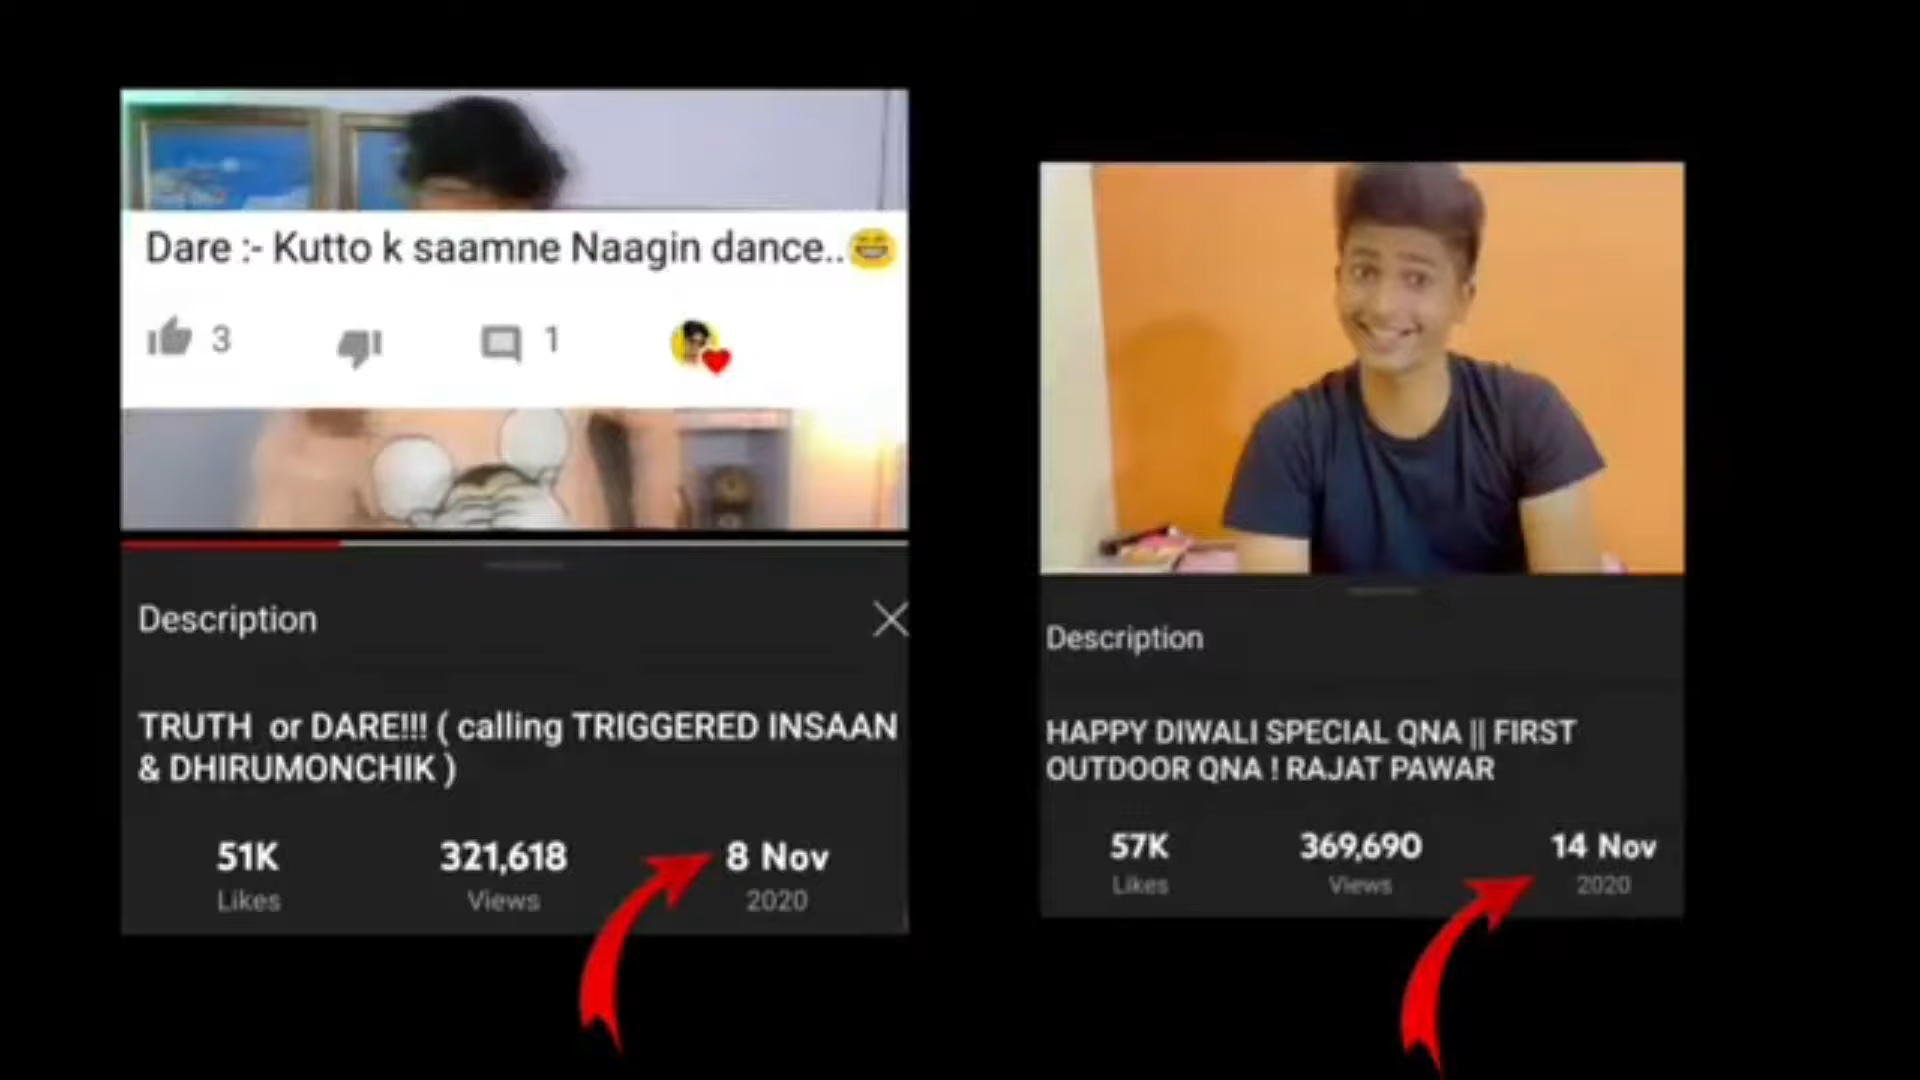 Dare :- Kutto k saamne Naagin dance..😄
3
1
Description
TRUTH or DARE!!! ( calling TRIGGERED INSAAN
& DHIRUMONCHIK )
51K
321,618
8 Nov
Likes
Views
2020
Description
HAPPY DIWALI SPECIAL QNA || FIRST
OUTDOOR QNA ! RAJAT PAWAR
57K
369,690
14 Nov
Likes
Views
2020